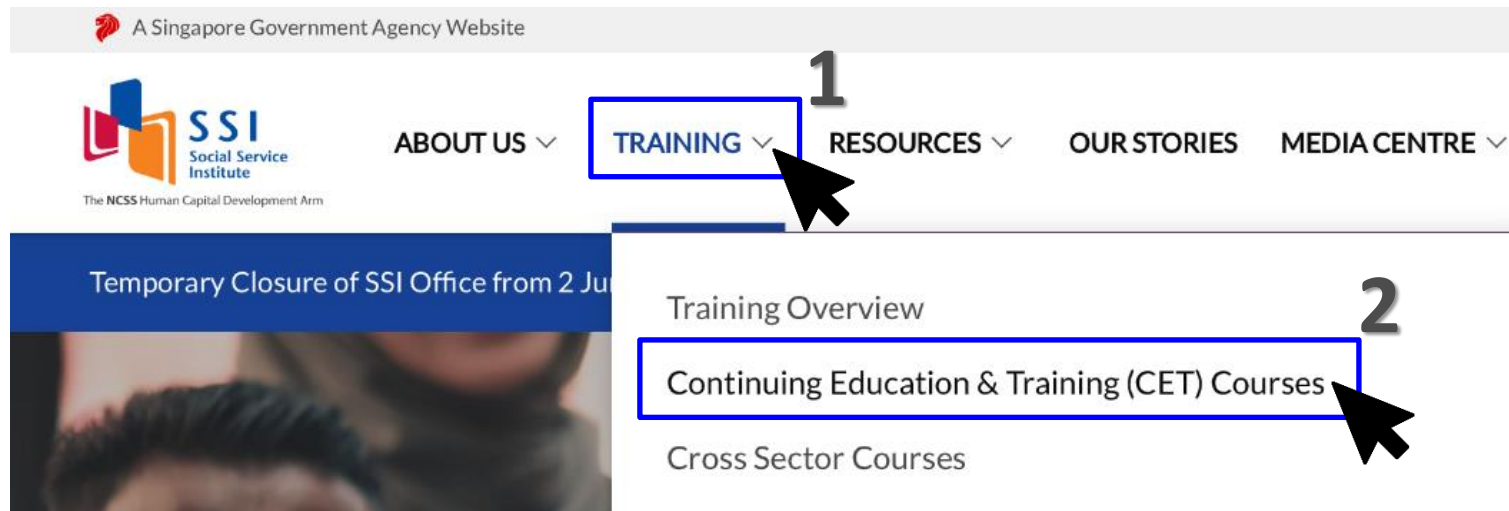 A Singapore Government Agency Website
1
SSI
Social Service
Institute
The NCSS Human Capital Development Arm
ABOUT US
TRAINING
RESOURCES
OUR STORIES
MEDIA CENTRE
Temporary Closure of SSI Office from 2 Ju
Training Overview
2
Continuing Education & Training (CET) Courses
Cross Sector Courses